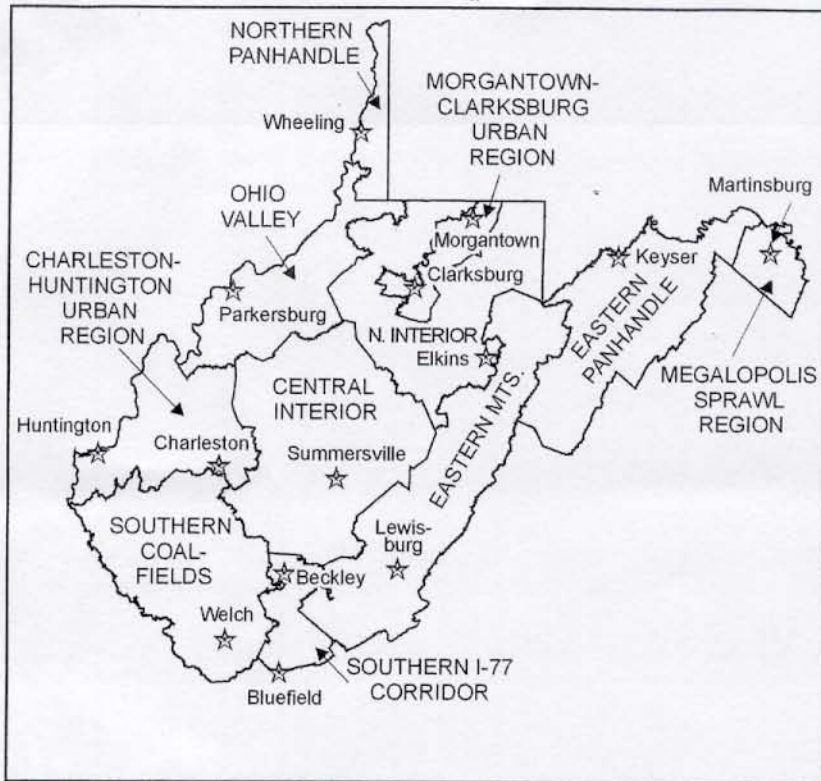 NORTHERN
PANHANDLE
MORGANTOWN-
CLARKSBURG
URBAN
REGION
Wheeling
Martinsburg
OHIO
VALLEY
Morgantown
Keyser
CHARLESTON-
HUNTINGTON
URBAN
REGION
Clarksburg
Parkersburg
N. INTERIOR
Elkins
EASTERN
PANHANDLE
MEGALOPOLIS
SPRAWL
REGION
CENTRAL
INTERIOR
EASTERN MTS.
Huntington
Charleston
Summersville
SOUTHERN
COAL-
FIELDS
Lewis-
burg
Beckley
Welch
SOUTHERN I-77
CORRIDOR
Bluefield